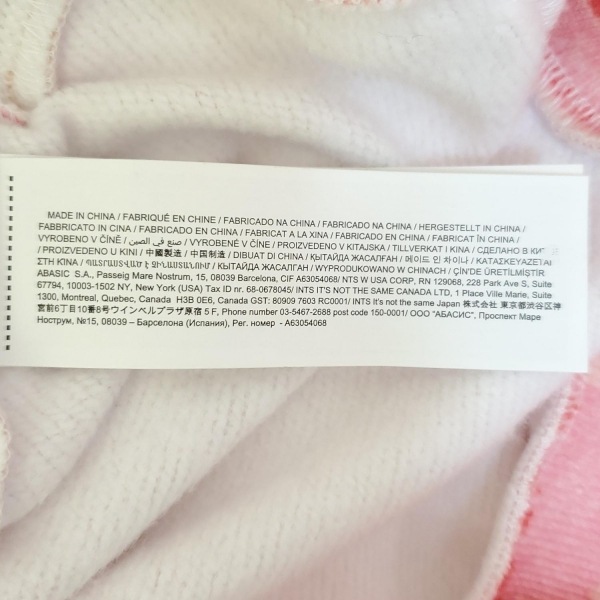 MADE IN CHINA / FABRIQUÉ EN CHINE / FABRICADO NA CHINA / FABRICADO NA CHINA / HERGESTELLT IN CHINA /
FABBRICATO IN CINA / FABRICADO EN CHINA / FABRICAT A LA XINA / FABRICADO EN CHINA / FABRICAT ÎN CHINA /
VYROBENO V ČÍNĚ / صنع في الصين / VYROBENÉ V ČÍNE / PROIZVEDENO V KITAJSKA / TILLVERKAT I KINA / СДЕЛАНО В
/ PROIZVEDENO U KINI / 中國製造 / 中国制造 / DIBUAT DI CHINA / ҚЫТАЙДА ЖАСАЛҒАН / 메이드 인 차이나 / ΚΑΤΑΣΚΕΥΑΖΕΤΑΙ
ΣΤΗ ΚΙΝΑ / ՊԱՏՐԱՍՏՎԱԾ Է ՉԻՆԱՍՏԱՆՈՒՄ / ҚЫТАЙДА ЖАСАЛҒАН / WYPRODUKOWANO W CHINACH / ÇİN'DE ÜRETİLMİŞTİR
ABASIC S.A., Passeig Mare Nostrum, 15, 08039 Barcelona, CIF A63054068/ NTS W USA CORP, RN 129068, 228 Park Ave S, Suite
67794, 10003-1502 NY, New York (USA) Tax ID nr. 68-0678045/ INTS IT'S NOT THE SAME CANADA LTD, 1 Place Ville Marie, Suite
1300, Montreal, Quebec, Canada H3B 0E6, Canada GST: 80909 7603 RC0001/ INTS It's not the same Japan 株式会社 東京都渋谷区神
宮前6丁目10番8号ウインベルプラザ原宿 5 F, Phone number 03-5467-2688 post code 150-0001/ ООО "АБАСИС", Проспект Маре
Нострум, №15, 08039 – Барселона (Испания), Рег. номер - A63054068